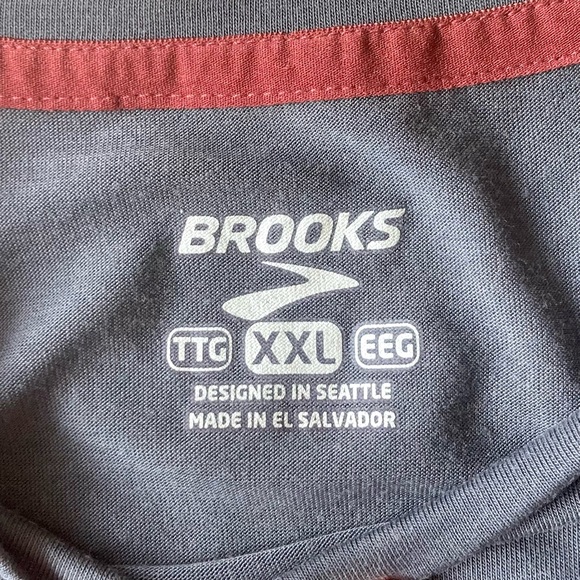 BROOKS
TTG XXL EEG
DESIGNED IN SEATTLE
MADE IN EL SALVADOR